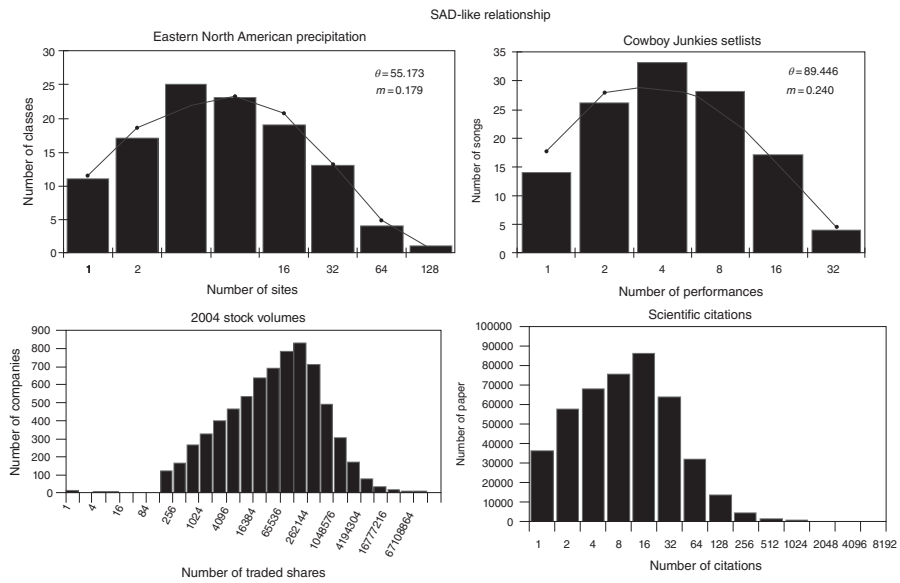 SAD-like relationship
Eastern North American precipitation
30
25
20
15
10
5
0
Number of classes
θ=55.173
m=0.179
1 2 16 32 64 128
Number of sites
Cowboy Junkies setlists
35
30
25
20
15
10
5
0
Number of songs
θ=89.446
m=0.240
1 2 4 8 16 32
Number of performances
2004 stock volumes
900
800
700
600
500
400
300
200
100
0
Number of companies
1 4 16 84 256 1024 4096 16384 65536 262144 1048576 4194304 16777216 67108864
Number of traded shares
Scientific citations
100000
90000
80000
70000
60000
50000
40000
30000
20000
10000
0
Number of paper
1 2 4 8 16 32 64 128 256 512 1024 2048 4096 8192
Number of citations